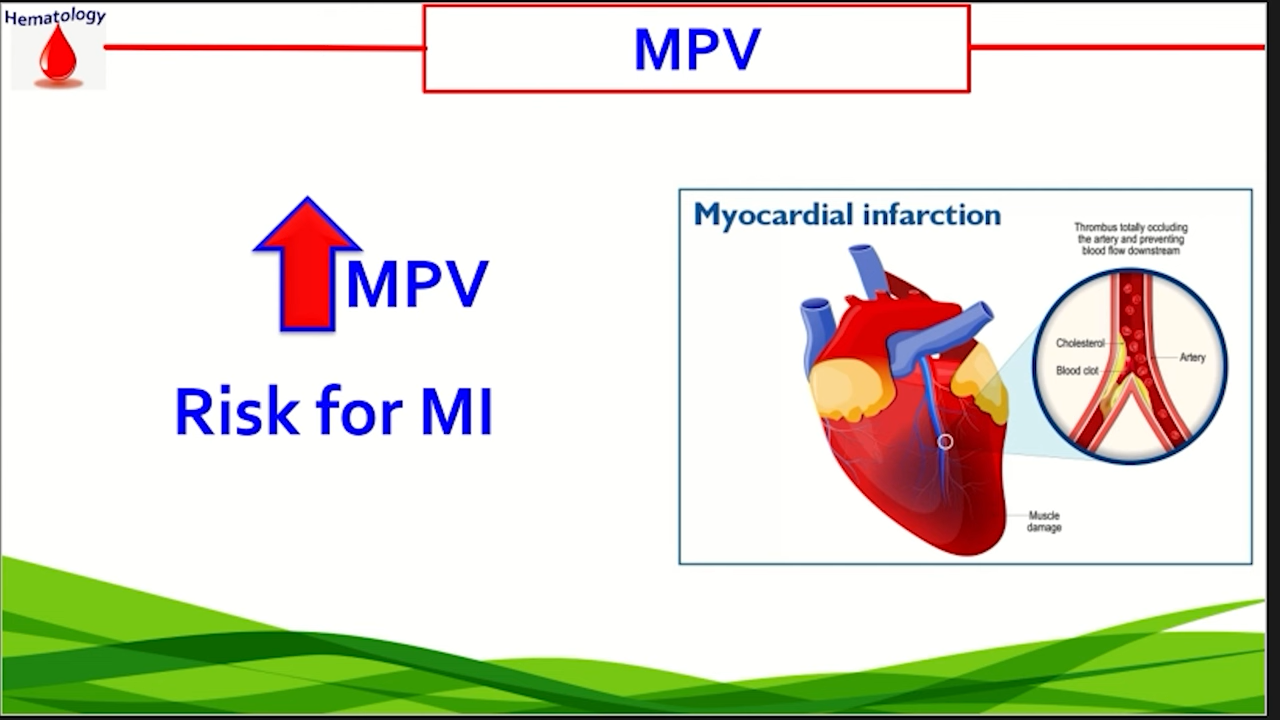 Hematology
MPV
MPV
Risk for MI
Myocardial infarction
Thrombus totally occluding
the artery and preventing
blood flow downstream
Cholesterol
Artery
Blood clot
Muscle
damage